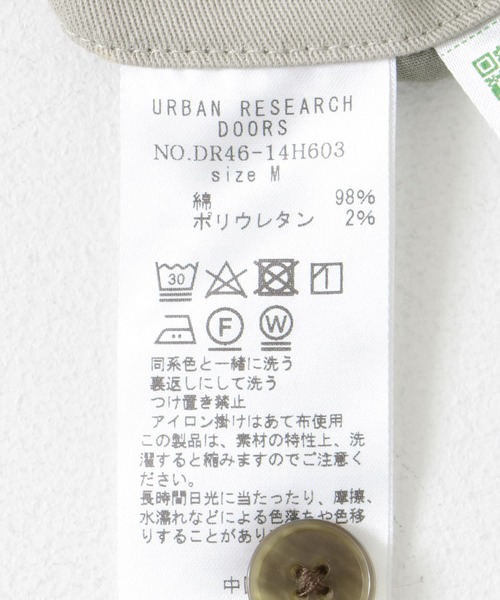 URBAN RESEARCH
DOORS
NO.DR46-14H603
size M
綿 98%
ポリウレタン 2%
30
F
W
同系色と一緒に洗う
裏返しにして洗う
つけ置き禁止
アイロン掛けはあて布使用
この製品は、素材の特性上、洗
濯すると縮みますのでご注意く
ださい。
長時間日光に当たったり、摩擦、
水濡れなどによる色落ちや色移
りすることがあり
中